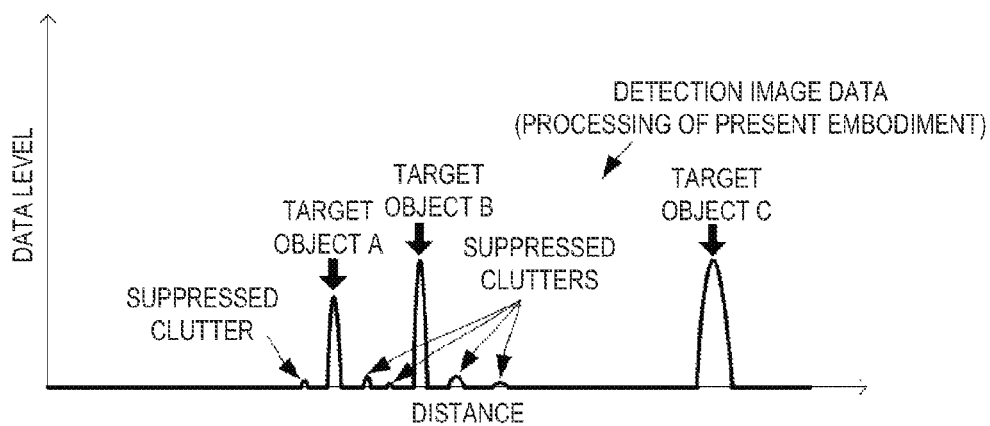 DETECTION IMAGE DATA
(PROCESSING OF PRESENT EMBODIMENT)
DATA LEVEL
TARGET
OBJECT A
TARGET
OBJECT B
TARGET
OBJECT C
SUPPRESSED
CLUTTER
SUPPRESSED
CLUTTERS
DISTANCE